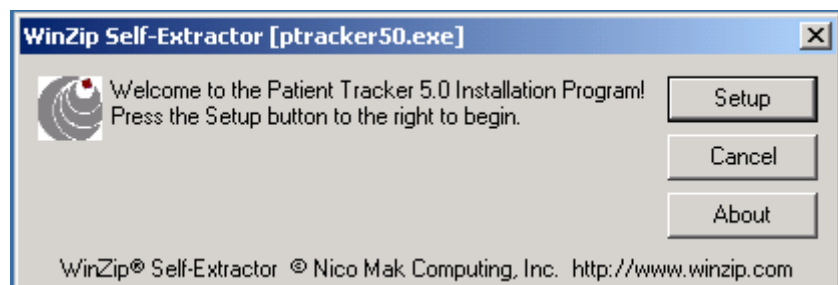 WinZip Self-Extractor [ptracker50.exe]
Welcome to the Patient Tracker 5.0 Installation Program!
Press the Setup button to the right to begin.
Setup
Cancel
About
WinZip® Self-Extractor © Nico Mak Computing, Inc. http://www.winzip.com